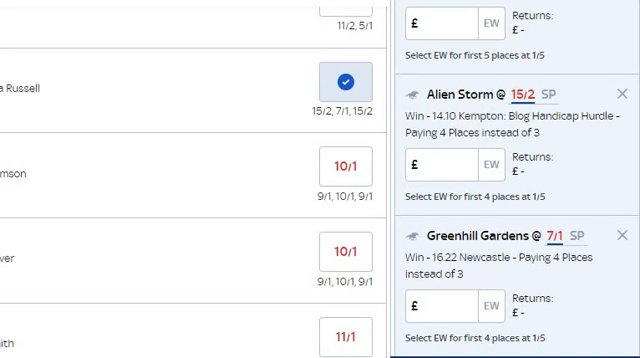 11/2, 5/1
a Russell
15/2, 7/1, 15/2
10/1
mson
9/1, 10/1, 9/1
10/1
ver
9/1, 10/1, 9/1
11/1
ith
£ EW Returns:
£ -
Select EW for first 5 places at 1/5
Alien Storm @ 15/2 SP
Win - 14.10 Kempton: Blog Handicap Hurdle -
Paying 4 Places instead of 3
£ EW Returns:
£ -
Select EW for first 4 places at 1/5
Greenhill Gardens @ 7/1 SP
Win - 16.22 Newcastle - Paying 4 Places
instead of 3
£ EW Returns:
£ -
Select EW for first 4 places at 1/5